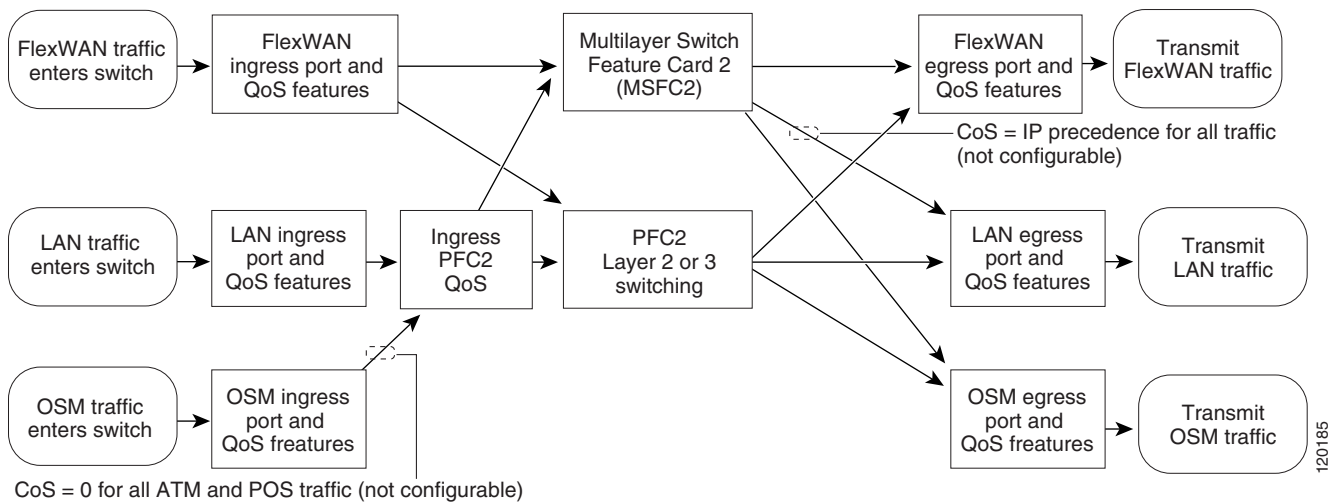 FlexWAN traffic
enters switch
FlexWAN
ingress port and
QoS features
Multilayer Switch
Feature Card 2
(MSFC2)
FlexWAN
egress port and
QoS features
Transmit
FlexWAN traffic
CoS = IP precedence for all traffic
(not configurable)
LAN traffic
enters switch
LAN ingress
port and
QoS features
Ingress
PFC2
QoS
PFC2
Layer 2 or 3
switching
LAN egress
port and
QoS features
Transmit
LAN traffic
OSM traffic
enters switch
OSM ingress
port and
QoS freatures
OSM egress
port and
QoS freatures
Transmit
OSM traffic
CoS = 0 for all ATM and POS traffic (not configurable)
120185